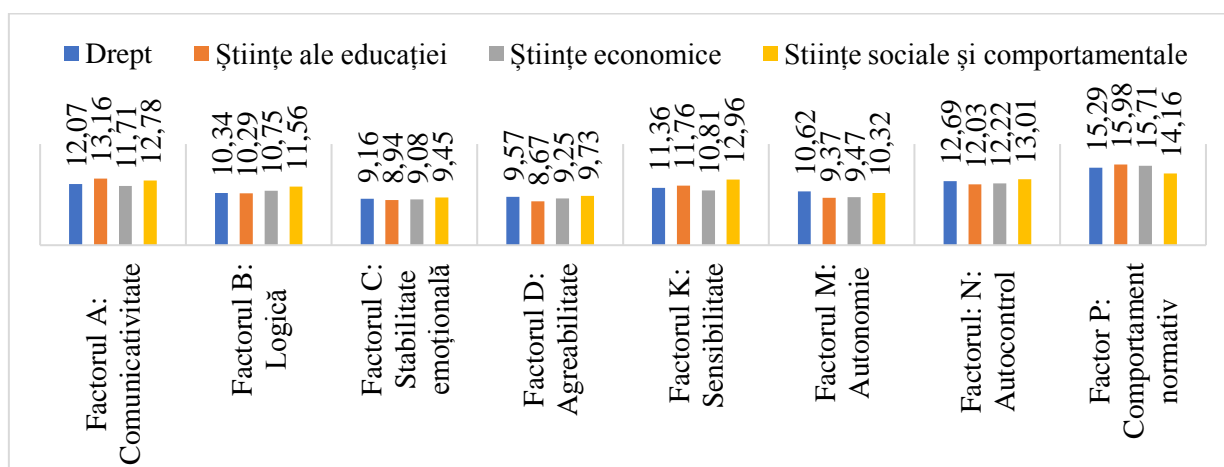 Drept Științe ale educației Științe economice Stiințe sociale și comportamentale
12,07 13,16 11,71 12,78
10,34 10,29 10,75 11,56
9,16 8,94 9,08 9,45
9,57 8,67 9,25 9,73
11,36 11,76 10,81 12,96
10,62 9,37 9,47 10,32
12,69 12,03 12,22 13,01
15,29 15,98 15,71 14,16
Factorul A:
Comunicativitate
Factorul B:
Logică
Factorul C:
Stabilitate
emoțională
Factorul D:
Agreabilitate
Factorul K:
Sensibilitate
Factorul M:
Autonomie
Factorul: N:
Autocontrol
Factor P:
Comportament
normativ